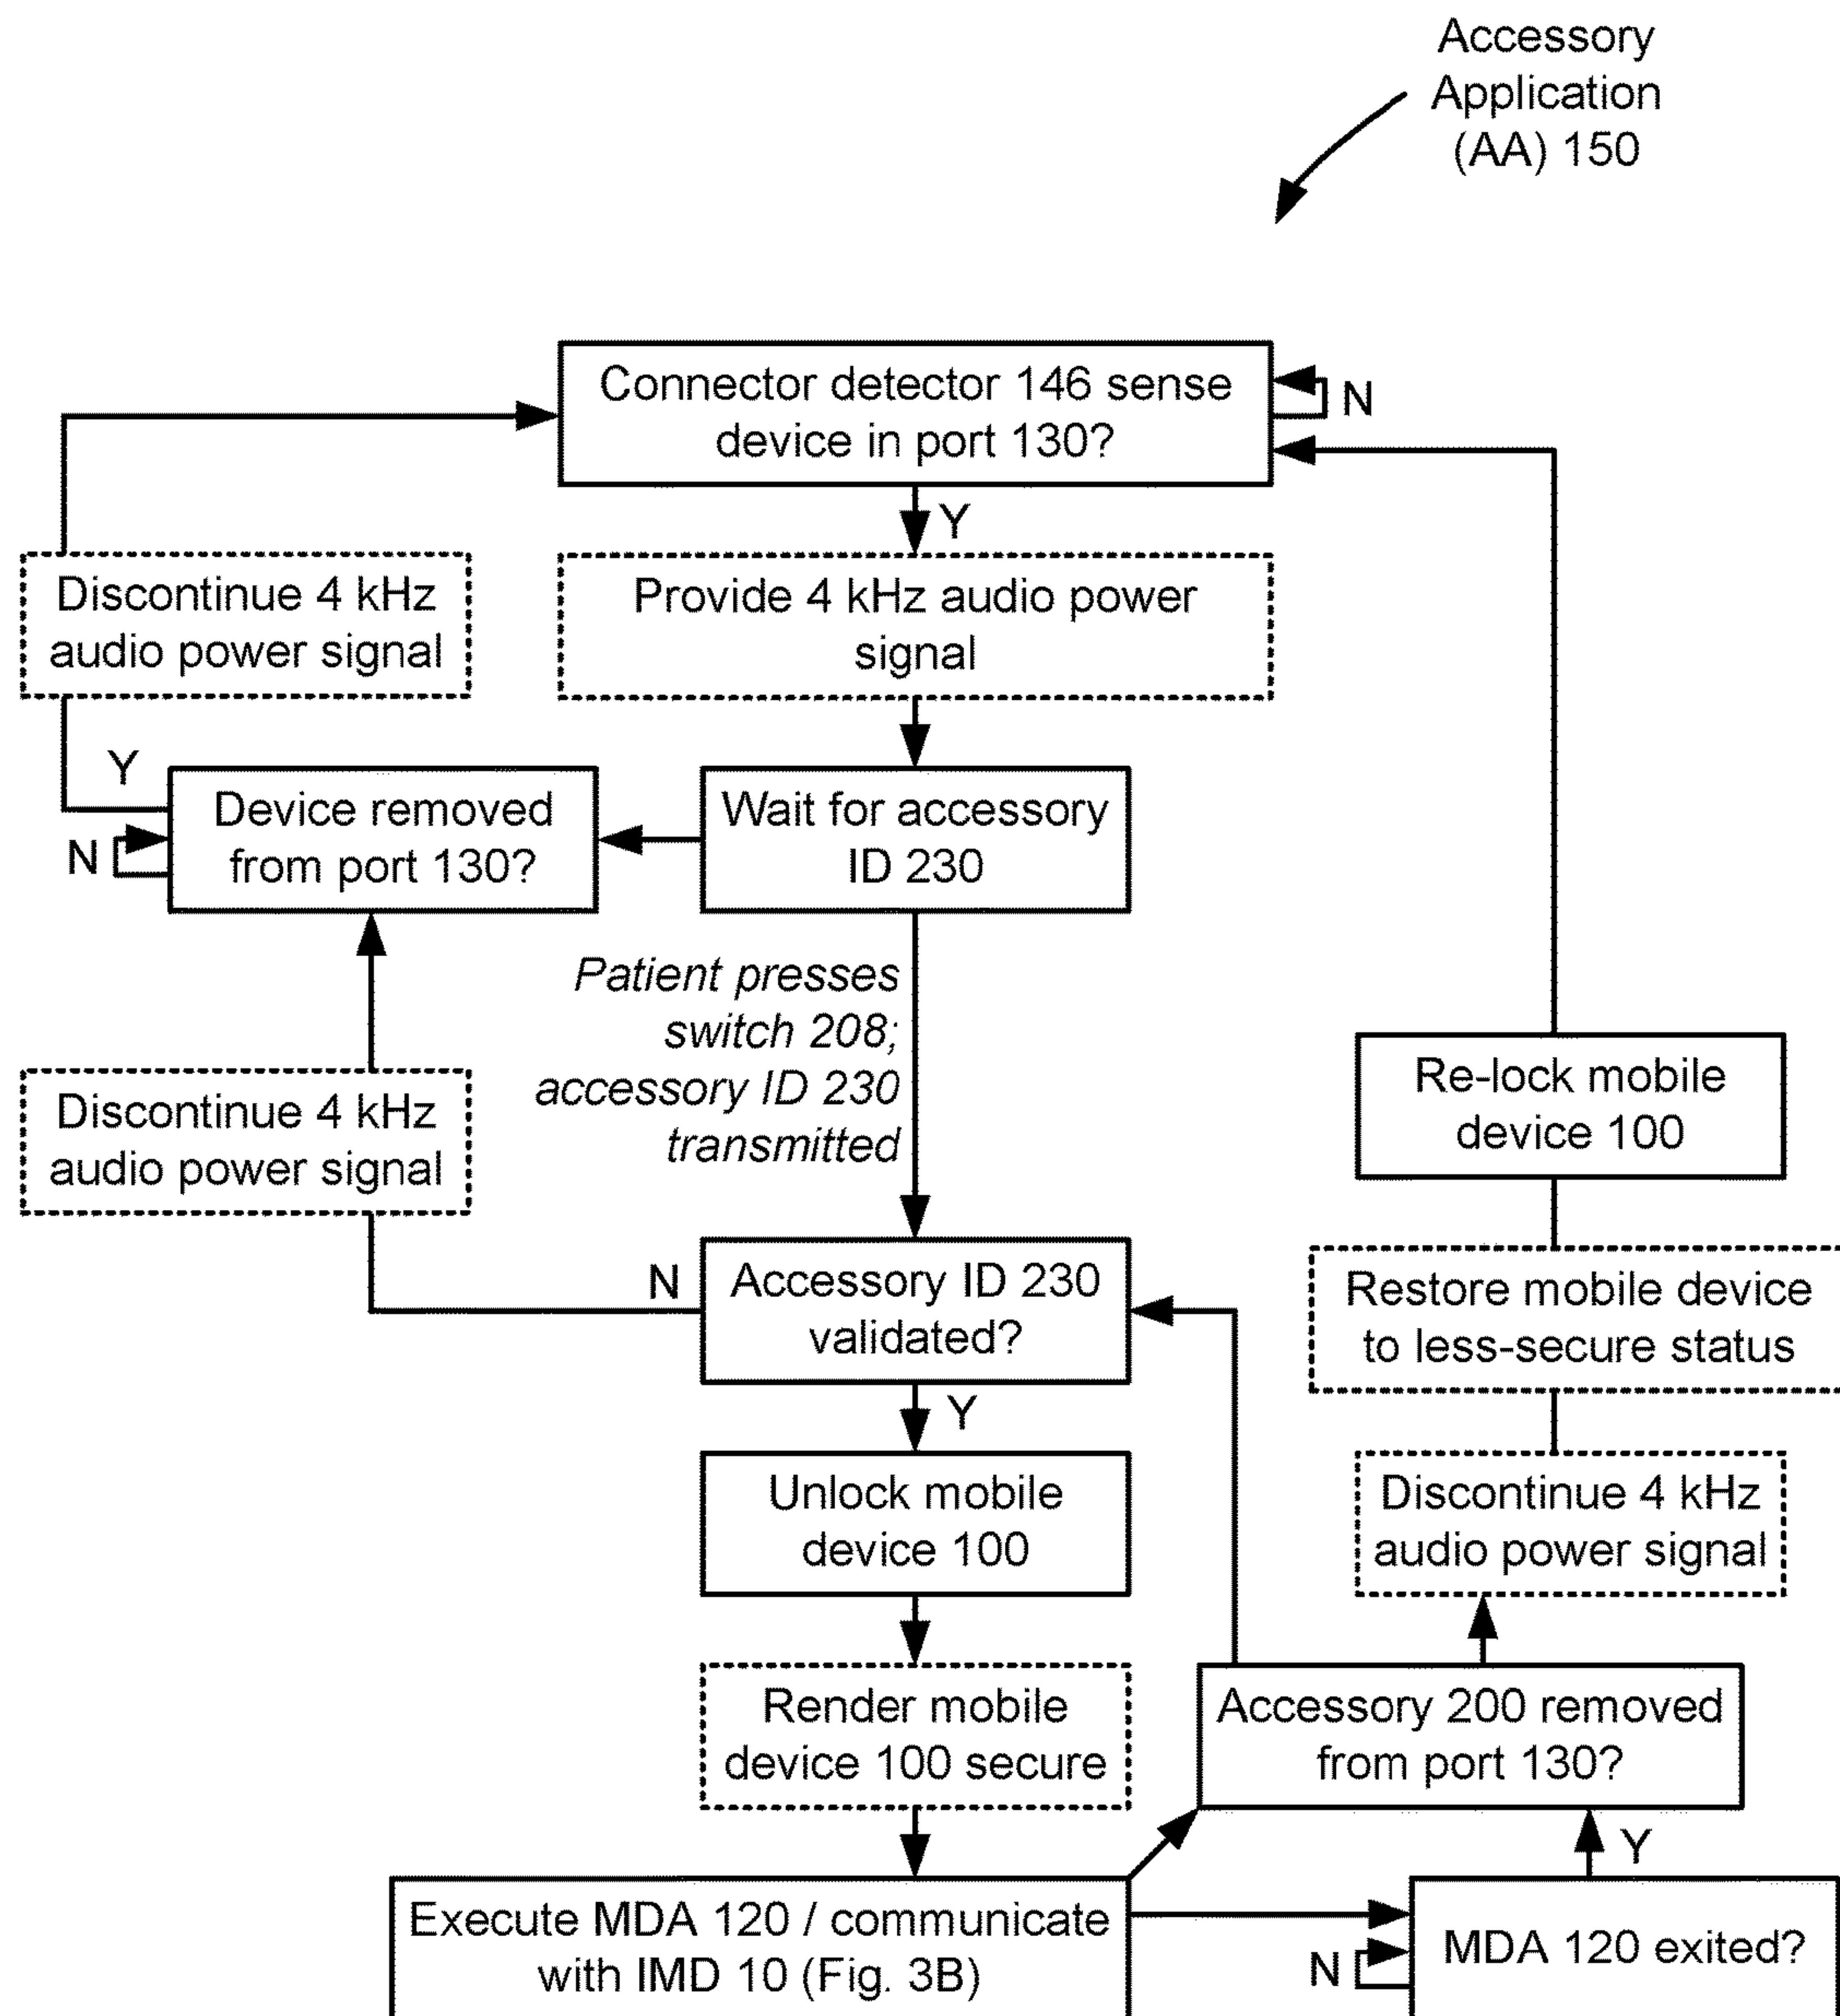 Accessory
Application
(AA) 150
Connector detector 146 sense
device in port 130?
N
Y
Discontinue 4 kHz
audio power signal
Provide 4 kHz audio power
signal
Y
N
Device removed
from port 130?
Wait for accessory
ID 230
Patient presses
switch 208;
accessory ID 230
transmitted
Discontinue 4 kHz
audio power signal
Re-lock mobile
device 100
N
Accessory ID 230
validated?
Restore mobile device
to less-secure status
Y
Unlock mobile
device 100
Discontinue 4 kHz
audio power signal
Render mobile
device 100 secure
Accessory 200 removed
from port 130?
Y
Execute MDA 120 / communicate
with IMD 10 (Fig. 3B)
N
MDA 120 exited?